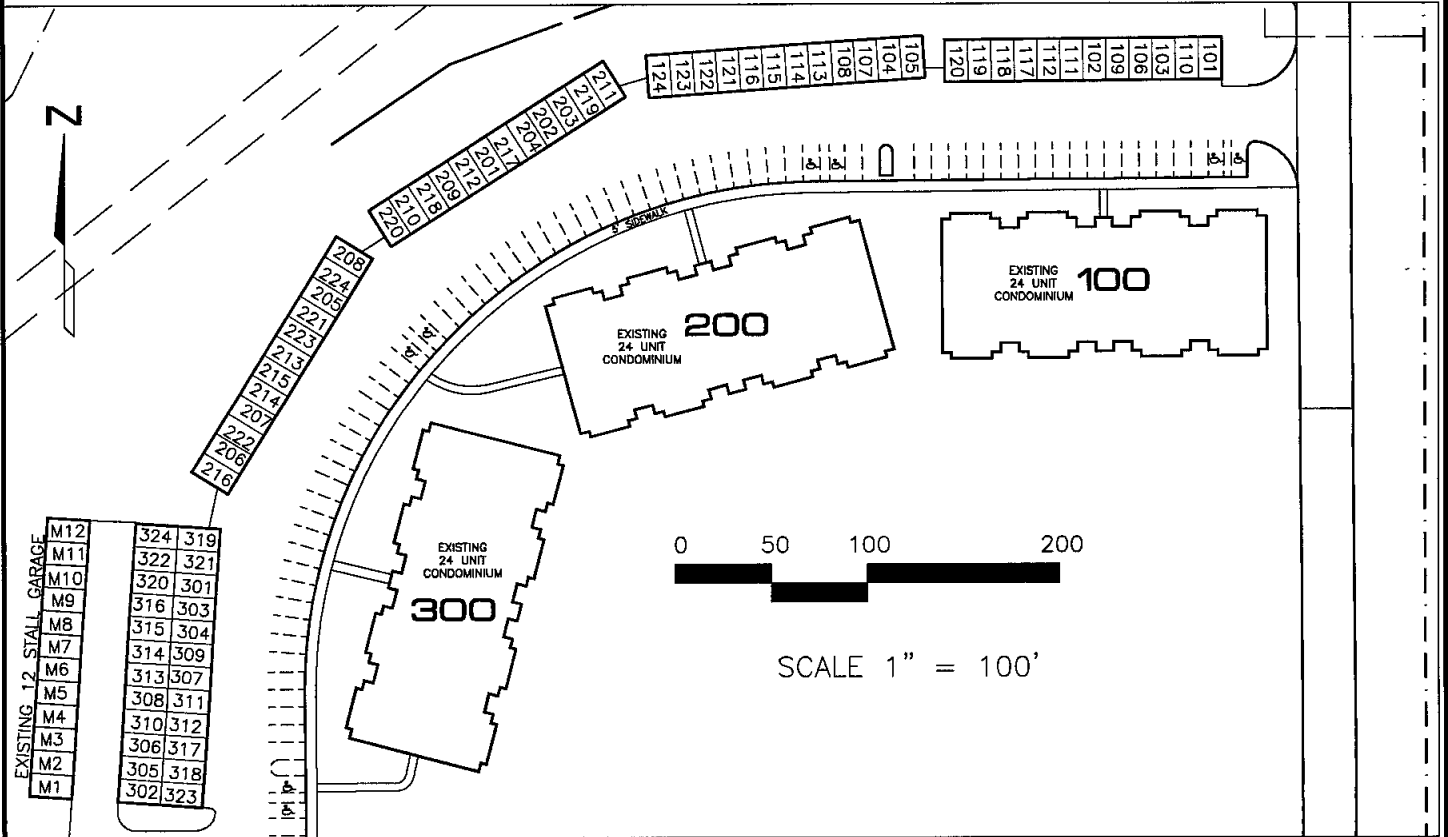 N
124 123 122 121 116 115 114 113 108 107 104 105
120 119 118 117 112 111 102 109 106 103 110 101
220 210 218 209 212 201 217 204 202 203 219 211
208
224
205
221
223
213
215
214
207
222
206
216
5' SIDEWALK
EXISTING
24 UNIT
CONDOMINIUM
100
EXISTING
24 UNIT
CONDOMINIUM
200
EXISTING
24 UNIT
CONDOMINIUM
300
EXISTING 12 STALL GARAGE
M12
M11
M10
M9
M8
M7
M6
M5
M4
M3
M2
M1
324 319
322 321
320 301
316 303
315 304
314 309
313 307
308 311
310 312
306 317
305 318
302 323
0 50 100 200
SCALE 1" = 100'